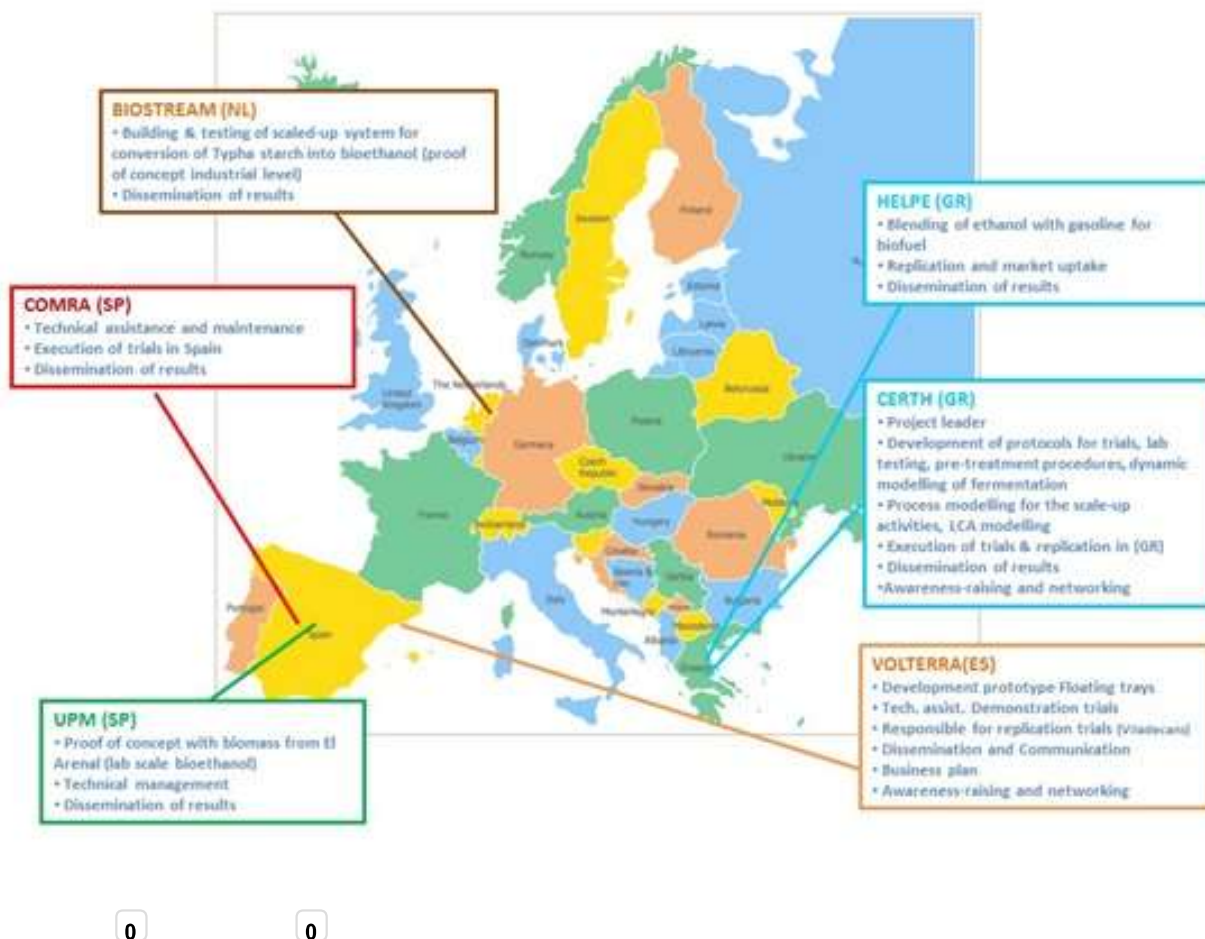 BIOSTREAM (NL)
• Building & testing of scaled-up system for
conversion of Typha starch into bioethanol (proof
of concept industrial level)
• Dissemination of results
HELPE (GR)
• Blending of ethanol with gasoline for
biofuel
• Replication and market uptake
• Dissemination of results
COMRA (SP)
• Technical assistance and maintenance
• Execution of trials in Spain
• Dissemination of results
CERTH (GR)
• Project leader
• Development of protocols for trials, lab
testing, pre-treatment procedures, dynamic
modelling of fermentation
• Process modelling for the scale-up
activities, LCA modelling
• Execution of trials & replication in (GR)
• Dissemination of results
•Awareness-raising and networking
VOLTERRA(ES)
• Development prototype Floating trays
• Tech. assist. Demonstration trials
• Responsible for replication trials (Viladecans)
• Dissemination and Communication
• Business plan
• Awareness-raising and networking
UPM (SP)
• Proof of concept with biomass from El
Arenal (lab scale bioethanol)
• Technical management
• Dissemination of results
Sweden
Finland
Norway
Estonia
Latvia
Lithuania
Denmark
United
Kingdom
The Netherlands
Belgium
Germany
Poland
Belorussia
Ukraine
Czech
Republic
Slovakia
France
Switzerland
Austria
Hungary
Romania
Croatia
Serbia
Italy
Montenegro
Bulgaria
Macedonia
Albania
Greece
Portugal
Spain
0
0